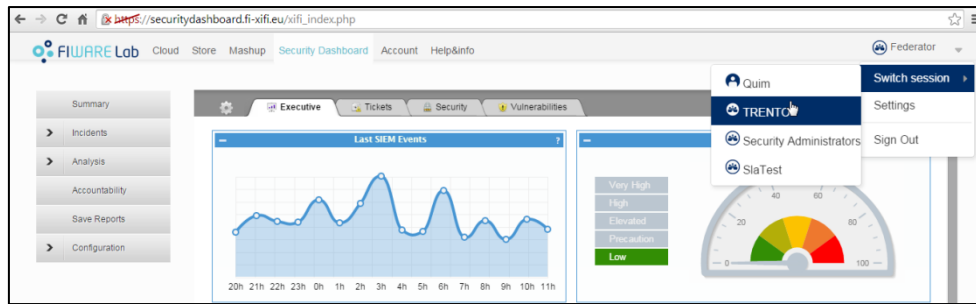 https://securitydashboard.fi-xifi.eu/xifi_index.php
FIWARE Lab Cloud Store Mashup Security Dashboard Account Help&info Federator
Quim
TRENTO
Security Administrators
SlaTest
Switch session
Settings
Sign Out
Summary
Incidents
Analysis
Accountability
Save Reports
Configuration
Executive Tickets Security Vulnerabilities
Last SIEM Events ?
20h 21h 22h 23h 0h 1h 2h 3h 4h 5h 6h 7h 8h 9h 10h 11h
Very High
High
Elevated
Precaution
Low
0 20 40 60 80 100